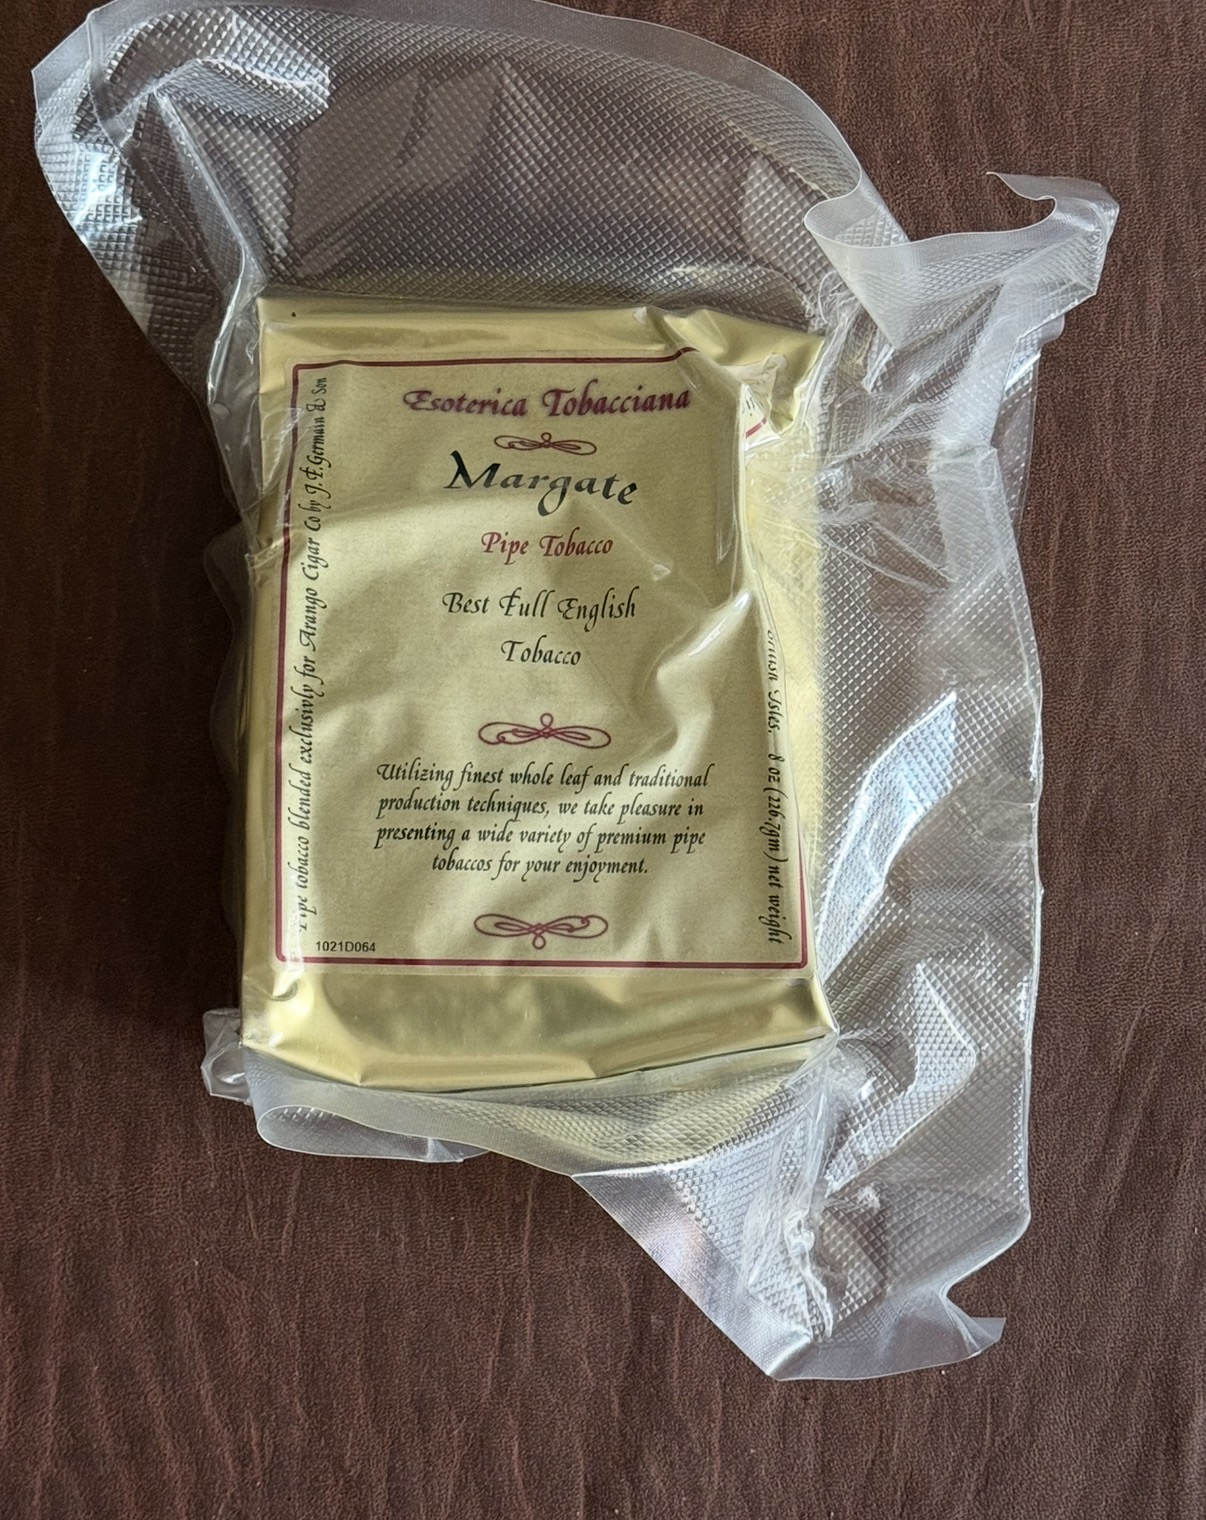 Esoterica Tobacciana
Margate
Pipe Tobacco
Best Full English
Tobacco
Utilizing finest whole leaf and traditional
production techniques, we take pleasure in
presenting a wide variety of premium pipe
tobaccos for your enjoyment.
Pipe tobacco blended exclusivly for Arango Cigar Co by J.F.Germain & Son
Isles, 8 oz (226.7gm) net weight
1021D064